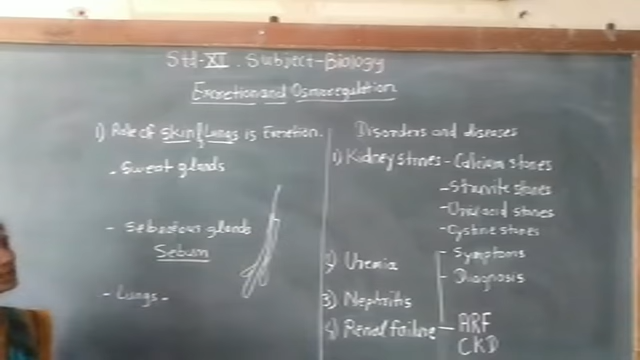 Std-XI. Subject-Biology
Excretion and Osmoregulation
1) Role of skin & Lungs is Excretion.
- Sweat glands
- Sebaceous glands
Sebum
- Lungs -
Disorders and diseases
1) Kidney stones - Calcium stones
- Struvite stones
- Uric acid stones
- Cystine stones
2) Uremia
- Symptoms
- Diagnosis
3) Nephritis
4) Renal failure - ARF
CKD